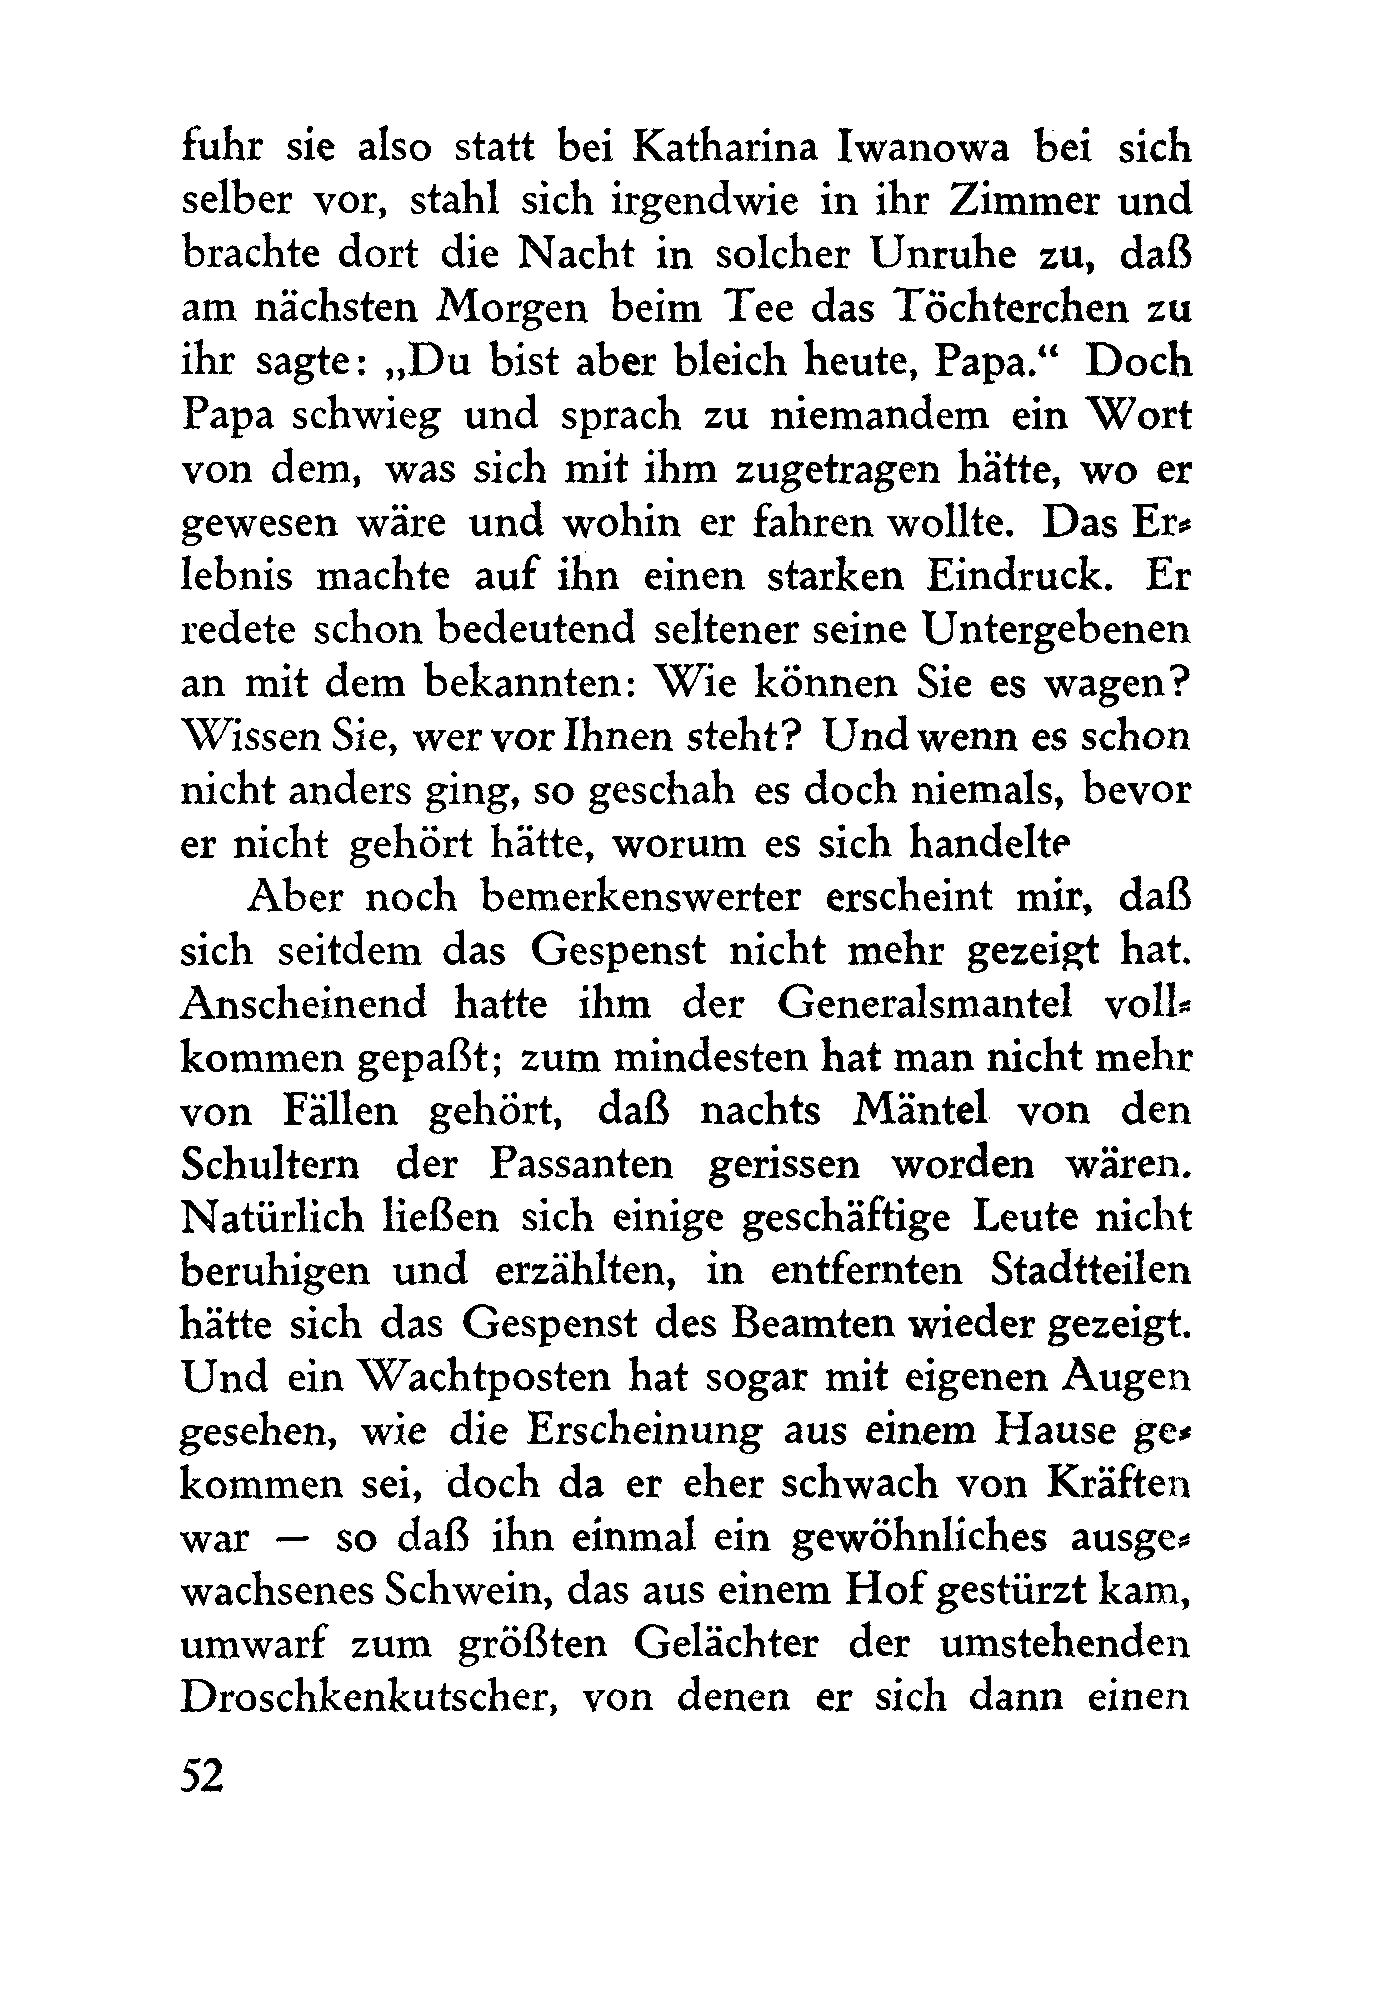 fuhr sie also statt bei Katharina Iwanowa bei sich
selber vor, stahl sich irgendwie in ihr Zimmer und
brachte dort die Nacht in solcher Unruhe zu, daß
am nächsten Morgen beim Tee das Töchterchen zu
ihr sagte: „Du bist aber bleich heute, Papa.“ Doch
Papa schwieg und sprach zu niemandem ein Wort
von dem, was sich mit ihm zugetragen hätte, wo er
gewesen wäre und wohin er fahren wollte. Das Er-
lebnis machte auf ihn einen starken Eindruck. Er
redete schon bedeutend seltener seine Untergebenen
an mit dem bekannten: Wie können Sie es wagen?
Wissen Sie, wer vor Ihnen steht? Und wenn es schon
nicht anders ging, so geschah es doch niemals, bevor
er nicht gehört hätte, worum es sich handelte
Aber noch bemerkenswerter erscheint mir, daß
sich seitdem das Gespenst nicht mehr gezeigt hat.
Anscheinend hatte ihm der Generalsmantel voll-
kommen gepaßt; zum mindesten hat man nicht mehr
von Fällen gehört, daß nachts Mäntel von den
Schultern der Passanten gerissen worden wären.
Natürlich ließen sich einige geschäftige Leute nicht
beruhigen und erzählten, in entfernten Stadtteilen
hätte sich das Gespenst des Beamten wieder gezeigt.
Und ein Wachtposten hat sogar mit eigenen Augen
gesehen, wie die Erscheinung aus einem Hause ge-
kommen sei, doch da er eher schwach von Kräften
war — so daß ihn einmal ein gewöhnliches ausge-
wachsenes Schwein, das aus einem Hof gestürzt kam,
umwarf zum größten Gelächter der umstehenden
Droschkenkutscher, von denen er sich dann einen
52